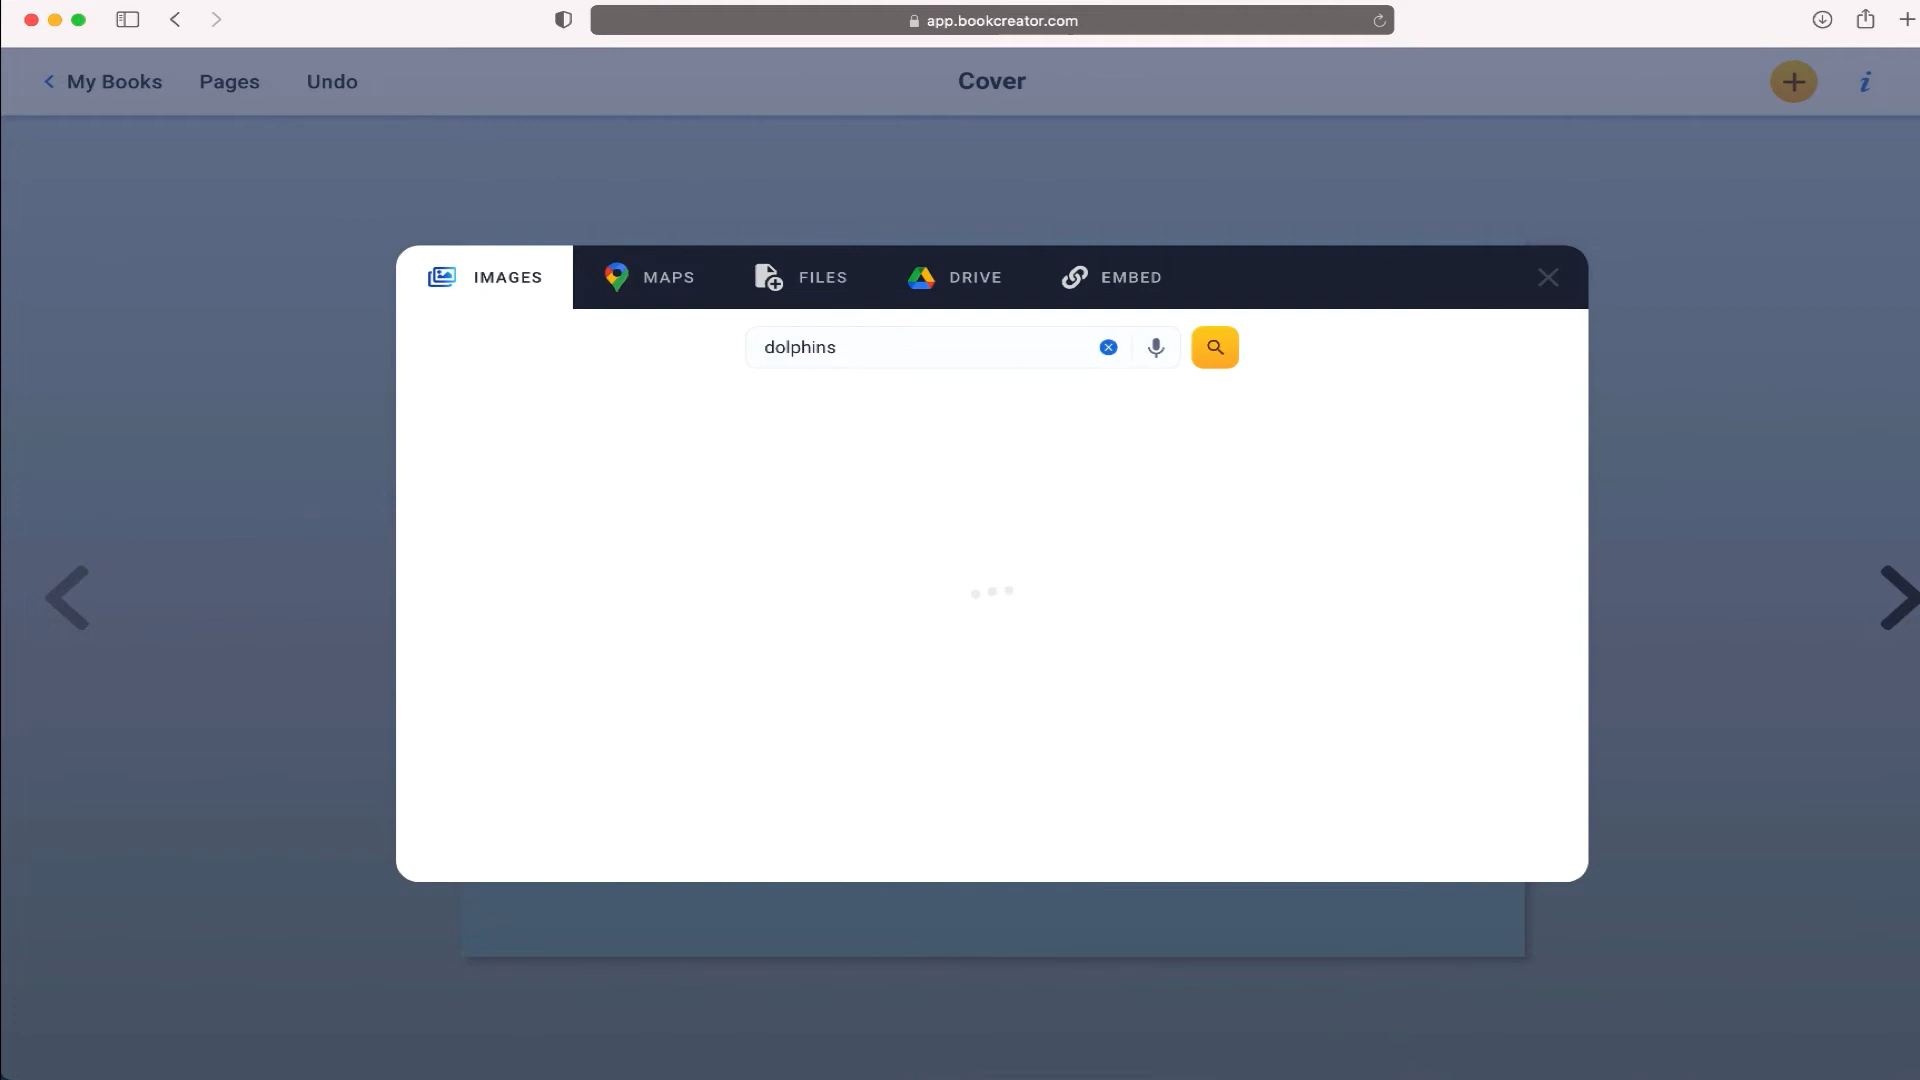 app.bookcreator.com
My Books Pages Undo Cover i
IMAGES MAPS FILES DRIVE EMBED
dolphins